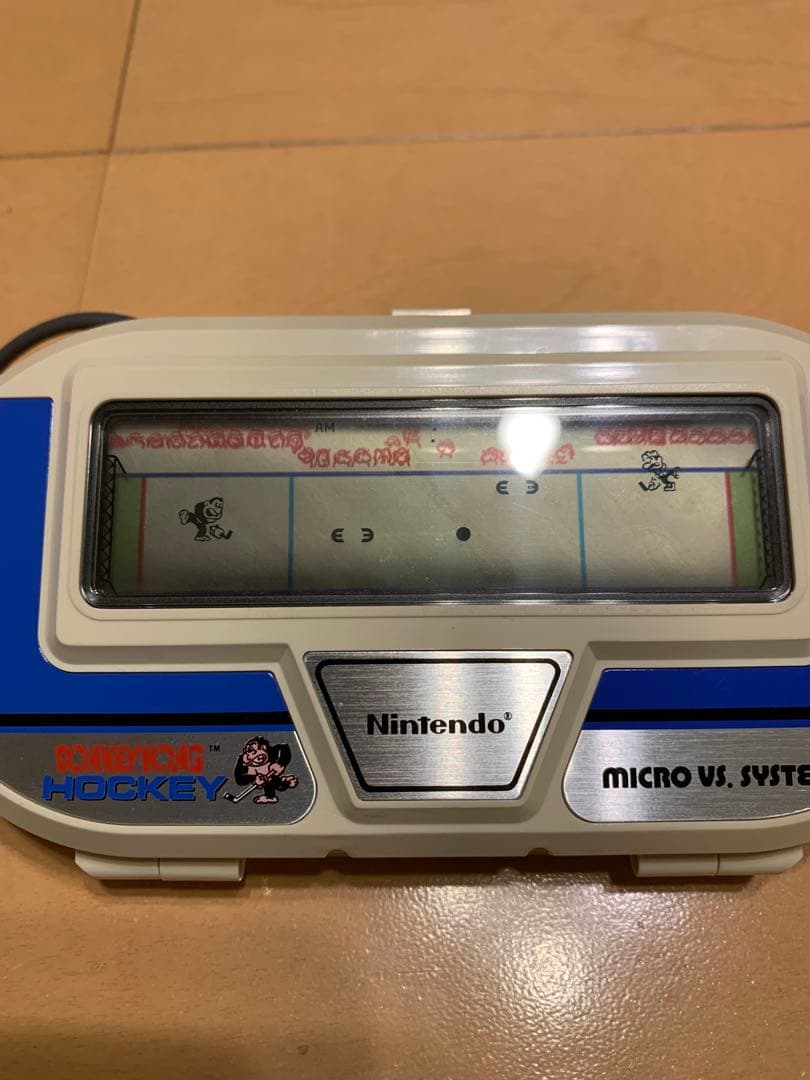 AM
:
Nintendo®
DONKEY KONG™
HOCKEY
MICRO VS. SYSTE